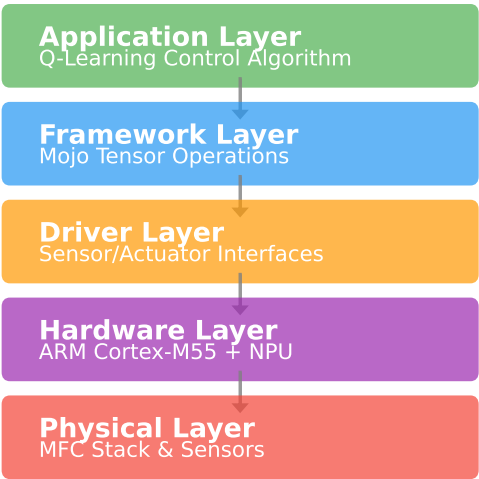 Application Layer
Q-Learning Control Algorithm
Framework Layer
Mojo Tensor Operations
Driver Layer
Sensor/Actuator Interfaces
Hardware Layer
ARM Cortex-M55 + NPU
Physical Layer
MFC Stack & Sensors